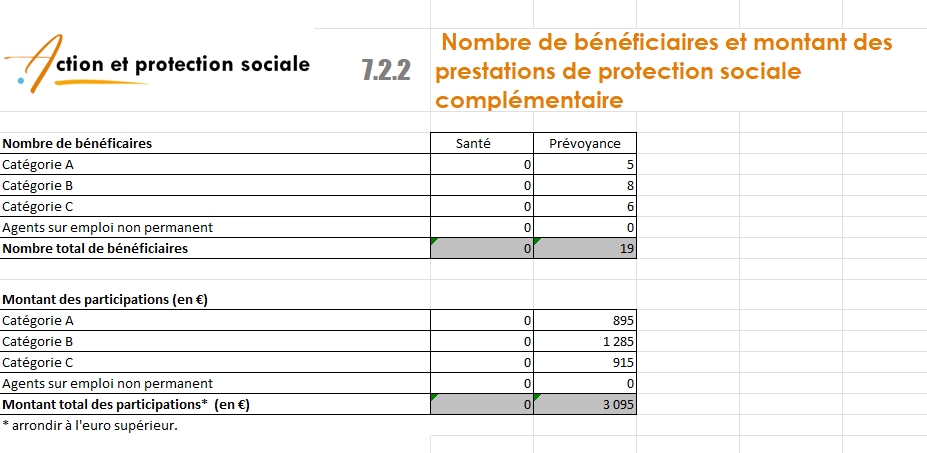 Action et protection sociale
7.2.2
Nombre de bénéficiaires et montant des
prestations de protection sociale
complémentaire
Nombre de bénéficaires Santé Prévoyance
Catégorie A 0 5
Catégorie B 0 8
Catégorie C 0 6
Agents sur emploi non permanent 0 0
Nombre total de bénéficiaires 0 19
Montant des participations (en €)
Catégorie A 0 895
Catégorie B 0 1 285
Catégorie C 0 915
Agents sur emploi non permanent 0 0
Montant total des participations* (en €) 0 3 095
* arrondir à l'euro supérieur.